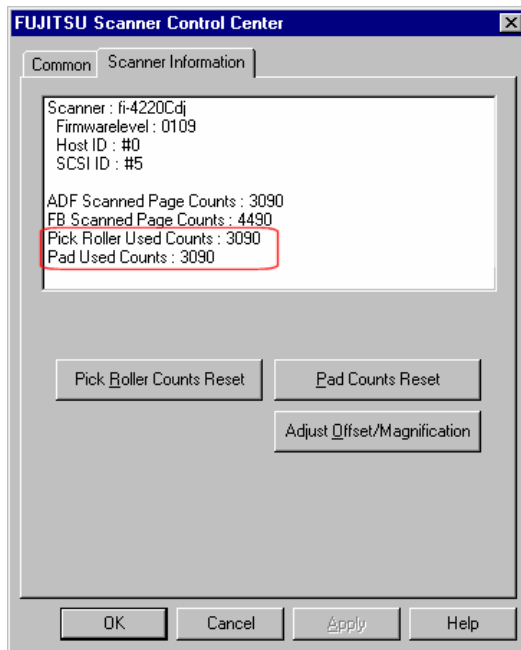 FUJITSU Scanner Control Center
Common
Scanner Information
Scanner : fi-4220Cdj
Firmwarelevel : 0109
Host ID : #0
SCSI ID : #5
ADF Scanned Page Counts : 3090
FB Scanned Page Counts : 4490
Pick Roller Used Counts : 3090
Pad Used Counts : 3090
Pick Roller Counts Reset
Pad Counts Reset
Adjust Offset/Magnification
OK
Cancel
Apply
Help